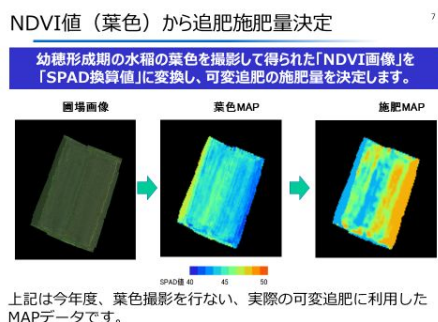 NDVI値（葉色）から追肥施肥量決定
7
幼穂形成期の水稲の葉色を撮影して得られた「NDVI画像」を
「SPAD換算値」に変換し、可変追肥の施肥量を決定します。
圃場画像 葉色MAP 施肥MAP
SPAD値 40 45 50
上記は今年度、葉色撮影を行ない、実際の可変追肥に利用した
MAPデータです。